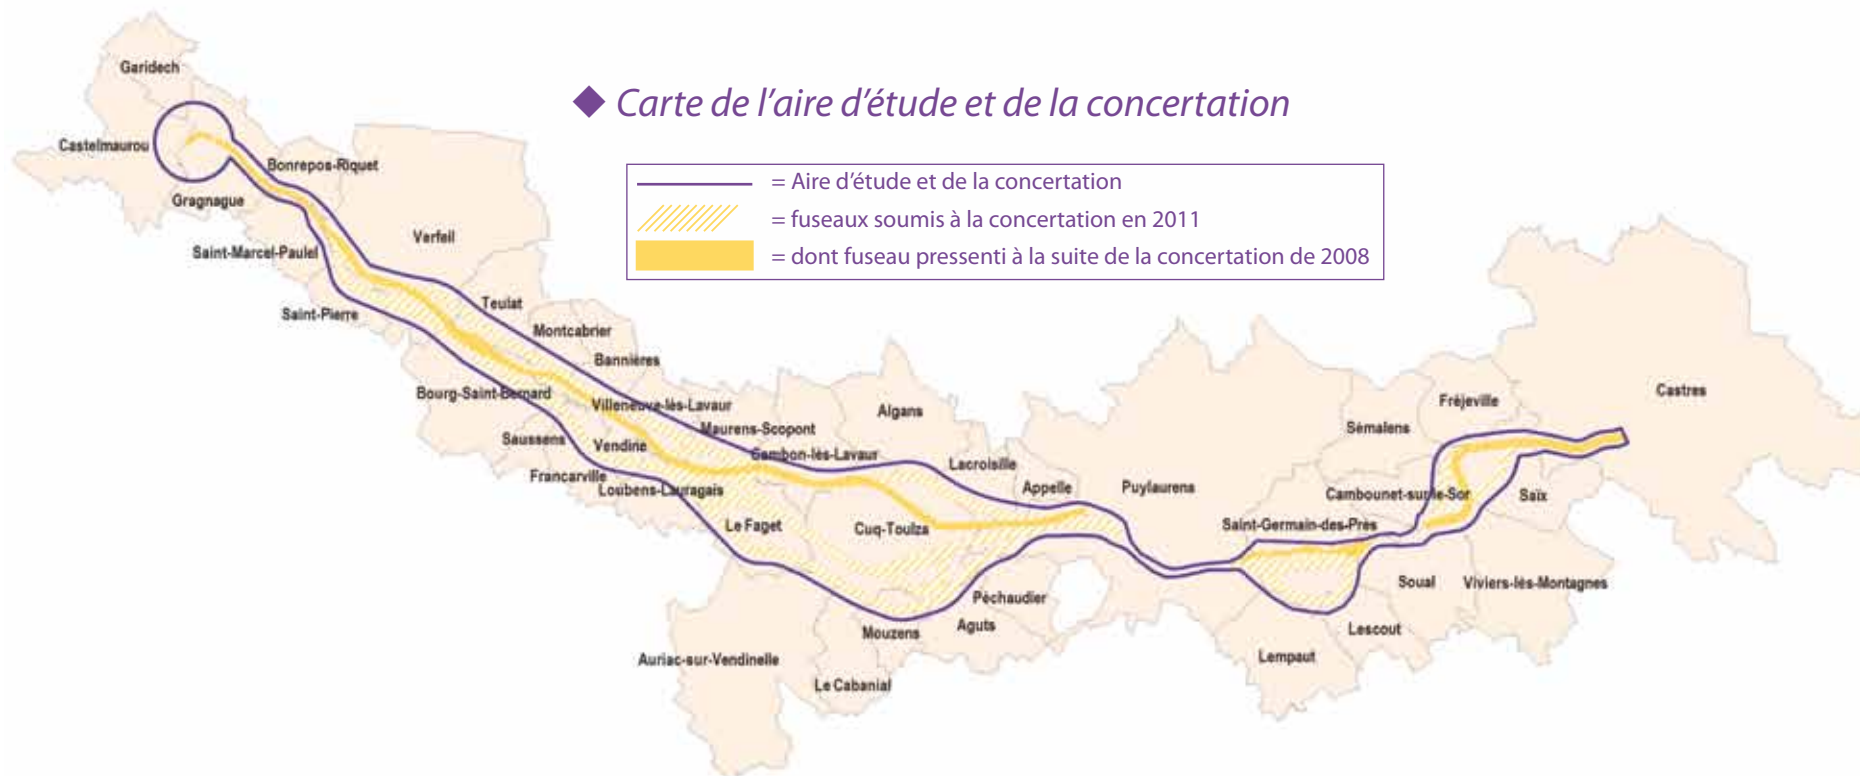 ◆ Carte de l'aire d'étude et de la concertation
= Aire d'étude et de la concertation
= fuseaux soumis à la concertation en 2011
= dont fuseau pressenti à la suite de la concertation de 2008
Garidech
Castelmaurou
Bonrepos-Riquet
Gragnague
Verfeil
Saint-Marcel-Paulel
Teulat
Saint-Pierre
Montcabrier
Bannières
Bourg-Saint-Bernard
Villeneuve-lès-Lavaur
Maurens-Scopont
Algans
Saussens
Vendine
Cambon-lès-Lavaur
Francarville
Loubens-Lauragais
Lacroisille
Appelle
Puylaurens
Le Faget
Cuq-Toulza
Sémalens
Fréjeville
Castres
Cambounet-sur-le-Sor
Saïx
Saint-Germain-des-Prés
Soual
Viviers-lès-Montagnes
Péchaudier
Aguts
Mouzens
Lescout
Lempaut
Auriac-sur-Vendinelle
Le Cabanial